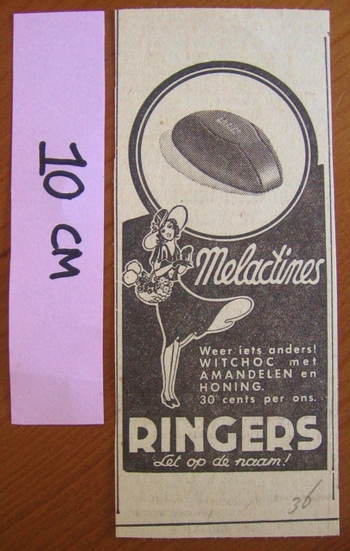 10 CM
Meladines
Weer iets anders!
WITCHOC met
AMANDELEN en
HONING.
30 cents per ons.
RINGERS
Let op de naam!
36